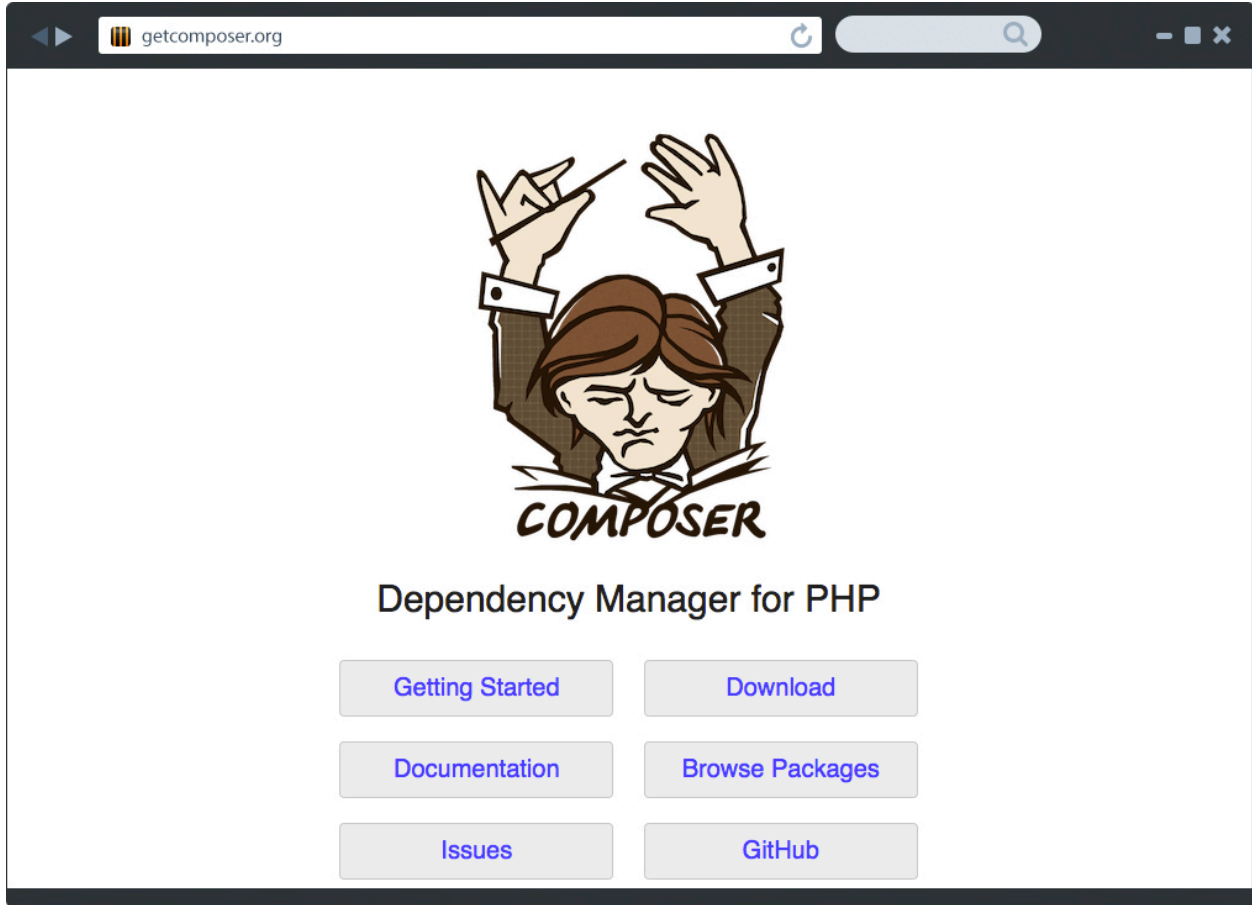 getcomposer.org
COMPOSER
Dependency Manager for PHP
Getting Started
Download
Documentation
Browse Packages
Issues
GitHub